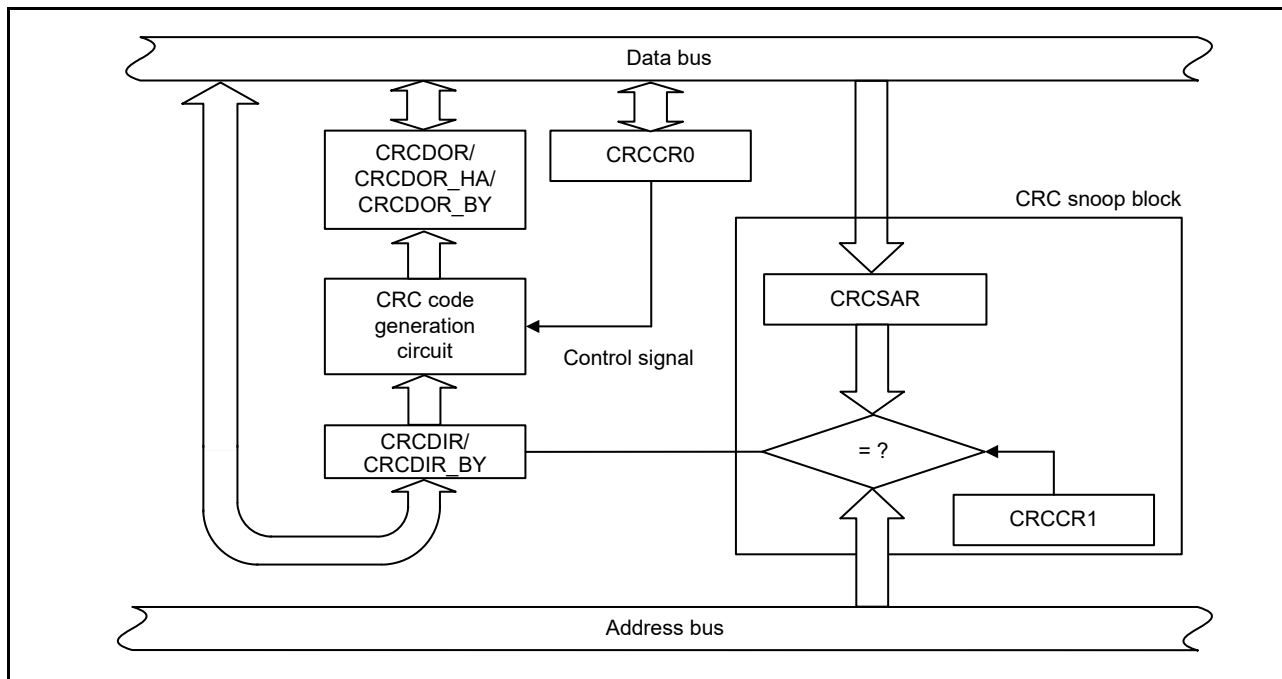 Data bus
CRCDOR/
CRCDOR_HA/
CRCDOR_BY
CRCCR0
CRC snoop block
CRCSAR
CRC code
generation
circuit
Control signal
CRCDIR/
CRCDIR_BY
= ?
CRCCR1
Address bus